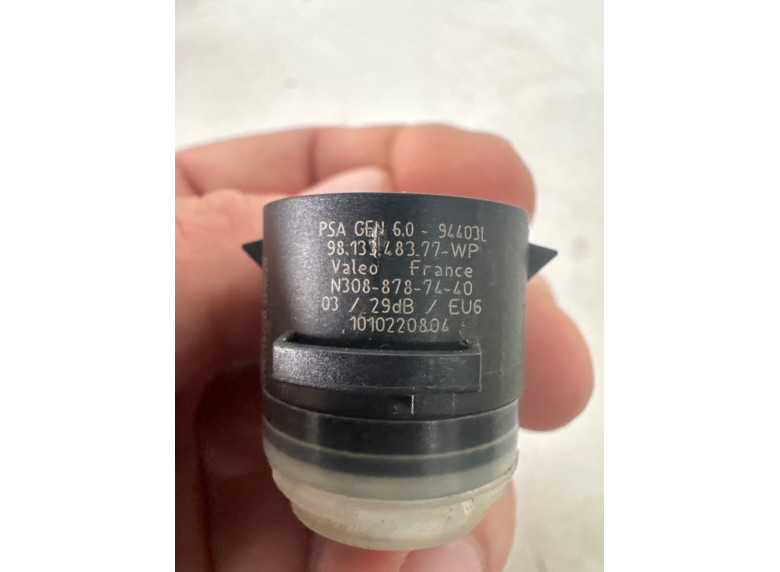 PSA GEN 6.0 - 94403L
98.133.483.77-WP
Valeo France
N308-878-74-40
03 / 29dB / EU6
1010220804